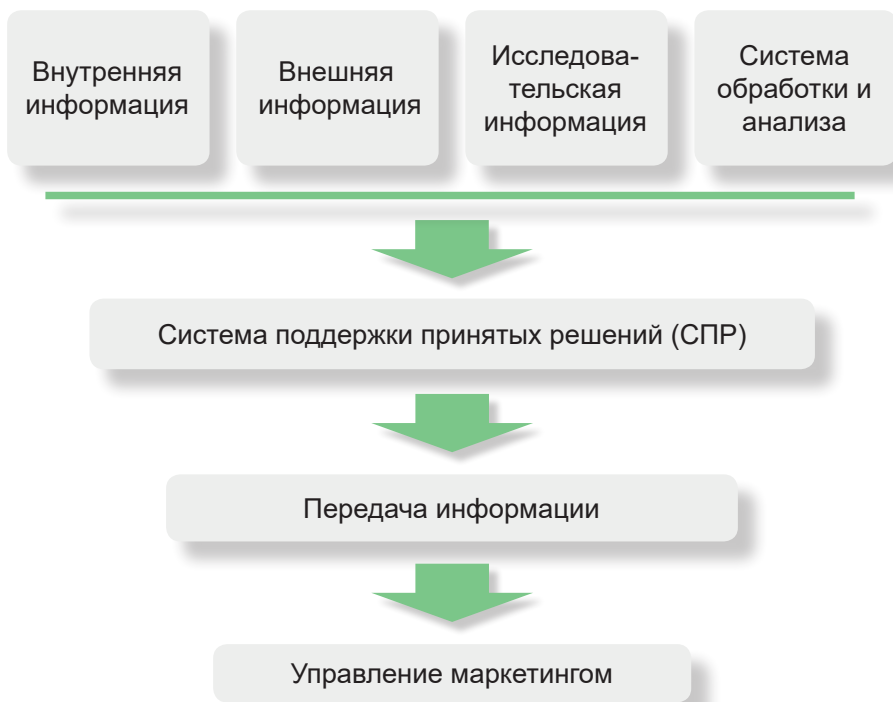 Внутренняя
информация
Внешняя
информация
Исследова-
тельская
информация
Система
обработки и
анализа
Система поддержки принятых решений (СПР)
Передача информации
Управление маркетингом